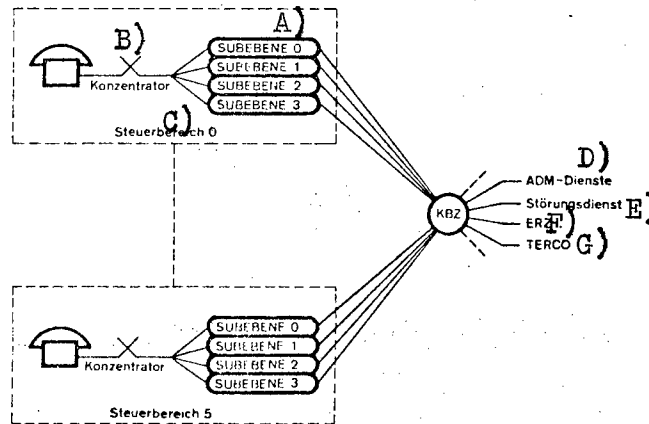 A)
B)
SUBEBENE 0
SUBEBENE 1
SUBEBENE 2
SUBEBENE 3
Konzentrator
C)
Steuerbereich 0
D)
ADM-Dienste
Störungsdienst E)
KBZ
F)
TERCO G)
SUBEBENE 0
SUBEBENE 1
SUBEBENE 2
SUBEBENE 3
Konzentrator
Steuerbereich 5